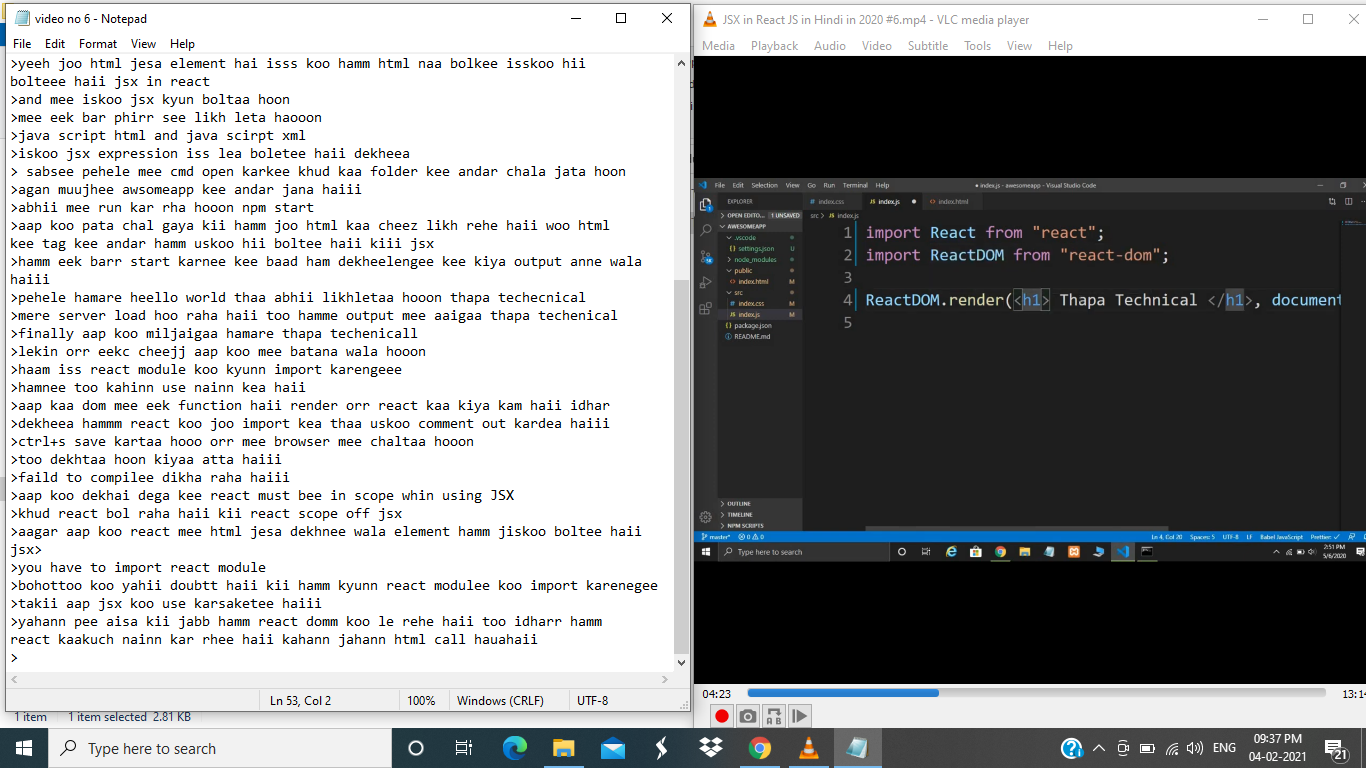 video no 6 - Notepad
File Edit Format View Help
>yeeh joo html jesa element hai isss koo hamm html naa bolkee isskoo hii
bolteee haii jsx in react
>and mee iskoo jsx kyun boltaa hoon
>mee eek bar phirr see likh leta haooon
>java script html and java scirpt xml
>iskoo jsx expression iss lea boletee haii dekheea
> sabsee pehele mee cmd open karkee khud kaa folder kee andar chala jata hoon
>agan muujhee awsomeapp kee andar jana haiii
>abhii mee run kar rha hooon npm start
>aap koo pata chal gaya kii hamm joo html kaa cheez likh rehe haii woo html
kee tag kee andar hamm uskoo hii boltee haii kiii jsx
>hamm eek barr start karnee kee baad ham dekheelengee kee kiya output anne wala
haiii
>pehele hamare heello world thaa abhii likhletaa hooon thapa techecnical
>mere server load hoo raha haii too hamme output mee aaigaa thapa techenical
>finally aap koo miljaigaa hamare thapa techenicall
>lekin orr eekc cheejj aap koo mee batana wala hooon
>haam iss react module koo kyunn import karengeee
>hamnee too kahinn use nainn kea haii
>aap kaa dom mee eek function haii render orr react kaa kiya kam haii idhar
>dekheea hammm react koo joo import kea thaa uskoo comment out kardea haiii
>ctrl+s save kartaa hooo orr mee browser mee chaltaa hooon
>too dekhtaa hoon kiyaa atta haiii
>faild to compilee dikha raha haiii
>aap koo dekhai dega kee react must bee in scope whin using JSX
>khud react bol raha haii kii react scope off jsx
>aagar aap koo react mee html jesa dekhnee wala element hamm jiskoo boltee haii
jsx>
>you have to import react module
>bohottoo koo yahii doubtt haii kii hamm kyunn react modulee koo import karenegee
>takii aap jsx koo use karsaketee haiii
>yahann pee aisa kii jabb hamm react domm koo le rehe haii too idharr hamm
react kaakuch nainn kar rhee haii kahann jahann html call hauahaii
>
Ln 53, Col 2 100% Windows (CRLF) UTF-8
1 item 1 item selected 2.81 KB
JSX in React JS in Hindi in 2020 #6.mp4 - VLC media player
Media Playback Audio Video Subtitle Tools View Help
File Edit Selection View Go Run Terminal Help
● index.js - awesomeapp - Visual Studio Code
EXPLORER
index.css index.js index.html
OPEN EDITO... 1 UNSAVED
src > index.js
AWESOMEAPP
.vscode
settings.json U
node_modules
public
index.html M
src
index.css M
index.js M
package.json
README.md
1 import React from "react";
2 import ReactDOM from "react-dom";
3
4 ReactDOM.render(<h1> Thapa Technical </h1>, document
5
OUTLINE
TIMELINE
NPM SCRIPTS
master* 0 0 Ln 4, Col 20 Spaces: 5 UTF-8 LF Babel JavaScript Prettier: ✓
Type here to search
2:51 PM
5/6/2020
04:23
13:14
A B
Type here to search
ENG
09:37 PM
04-02-2021
21